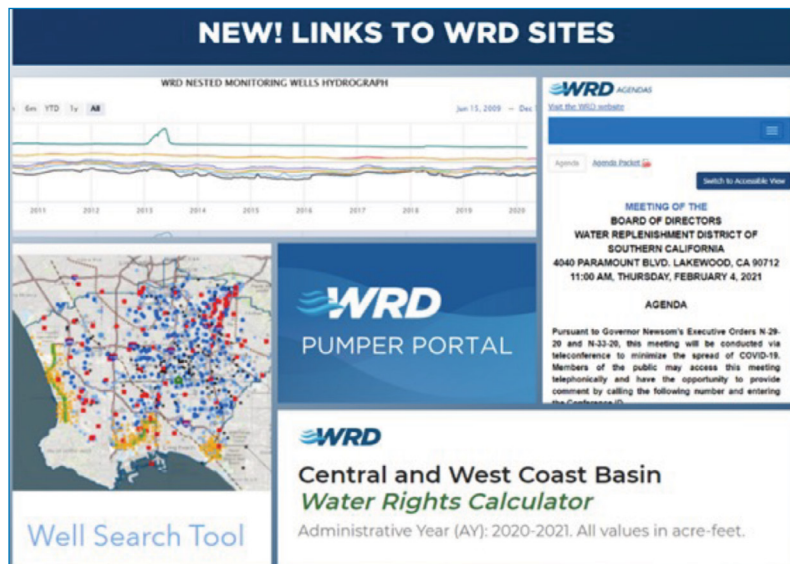 NEW! LINKS TO WRD SITES
WRD NESTED MONITORING WELLS HYDROGRAPH
6m YTD 1y All
Jun 15, 2009 – Dec
2011 2012 2013 2014 2015 2016 2017 2018 2019 2020
WRD AGENDAS
Visit the WRD website
Agenda Agenda Packet
Switch to Accessible View
MEETING OF THE
BOARD OF DIRECTORS
WATER REPLENISHMENT DISTRICT OF
SOUTHERN CALIFORNIA
4040 PARAMOUNT BLVD. LAKEWOOD, CA 90712
11:00 AM, THURSDAY, FEBRUARY 4, 2021
AGENDA
Pursuant to Governor Newsom's Executive Orders N-29-
20 and N-33-20, this meeting will be conducted via
teleconference to minimize the spread of COVID-19.
Members of the public may access this meeting
telephonically and have the opportunity to provide
comment by calling the following number and entering
the Conference ID
WRD
PUMPER PORTAL
Well Search Tool
WRD
Central and West Coast Basin
Water Rights Calculator
Administrative Year (AY): 2020-2021. All values in acre-feet.